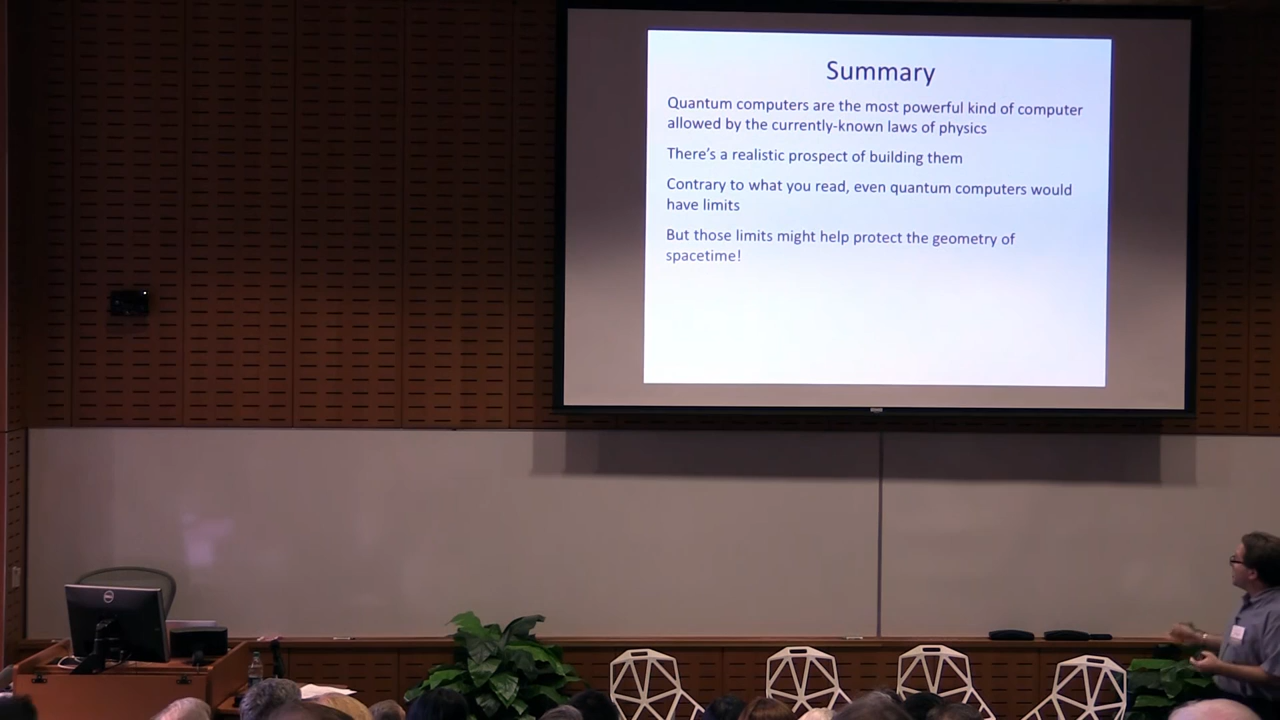 Summary
Quantum computers are the most powerful kind of computer
allowed by the currently-known laws of physics
There's a realistic prospect of building them
Contrary to what you read, even quantum computers would
have limits
But those limits might help protect the geometry of
spacetime!
DELL